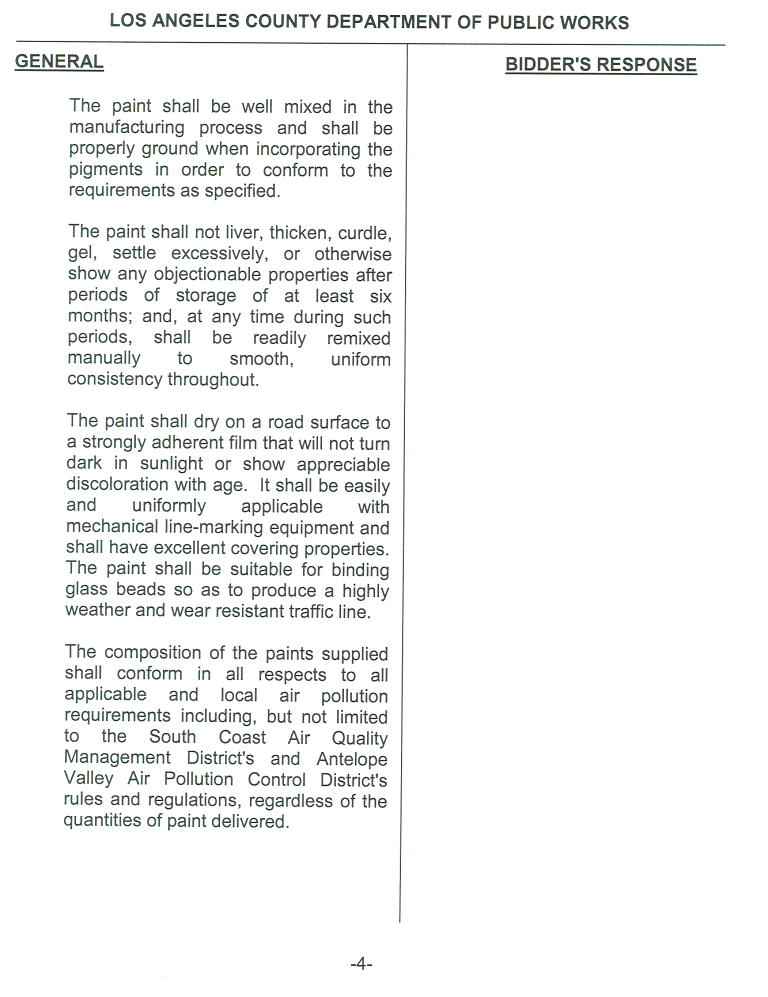 LOS ANGELES COUNTY DEPARTMENT OF PUBLIC WORKS
GENERAL
BIDDER'S RESPONSE
The paint shall be well mixed in the
manufacturing process and shall be
properly ground when incorporating the
pigments in order to conform to the
requirements as specified.
The paint shall not liver, thicken, curdle,
gel, settle excessively, or otherwise
show any objectionable properties after
periods of storage of at least six
months; and, at any time during such
periods, shall be readily remixed
manually to smooth, uniform
consistency throughout.
The paint shall dry on a road surface to
a strongly adherent film that will not turn
dark in sunlight or show appreciable
discoloration with age. It shall be easily
and uniformly applicable with
mechanical line-marking equipment and
shall have excellent covering properties.
The paint shall be suitable for binding
glass beads so as to produce a highly
weather and wear resistant traffic line.
The composition of the paints supplied
shall conform in all respects to all
applicable and local air pollution
requirements including, but not limited
to the South Coast Air Quality
Management District's and Antelope
Valley Air Pollution Control District's
rules and regulations, regardless of the
quantities of paint delivered.
-4-